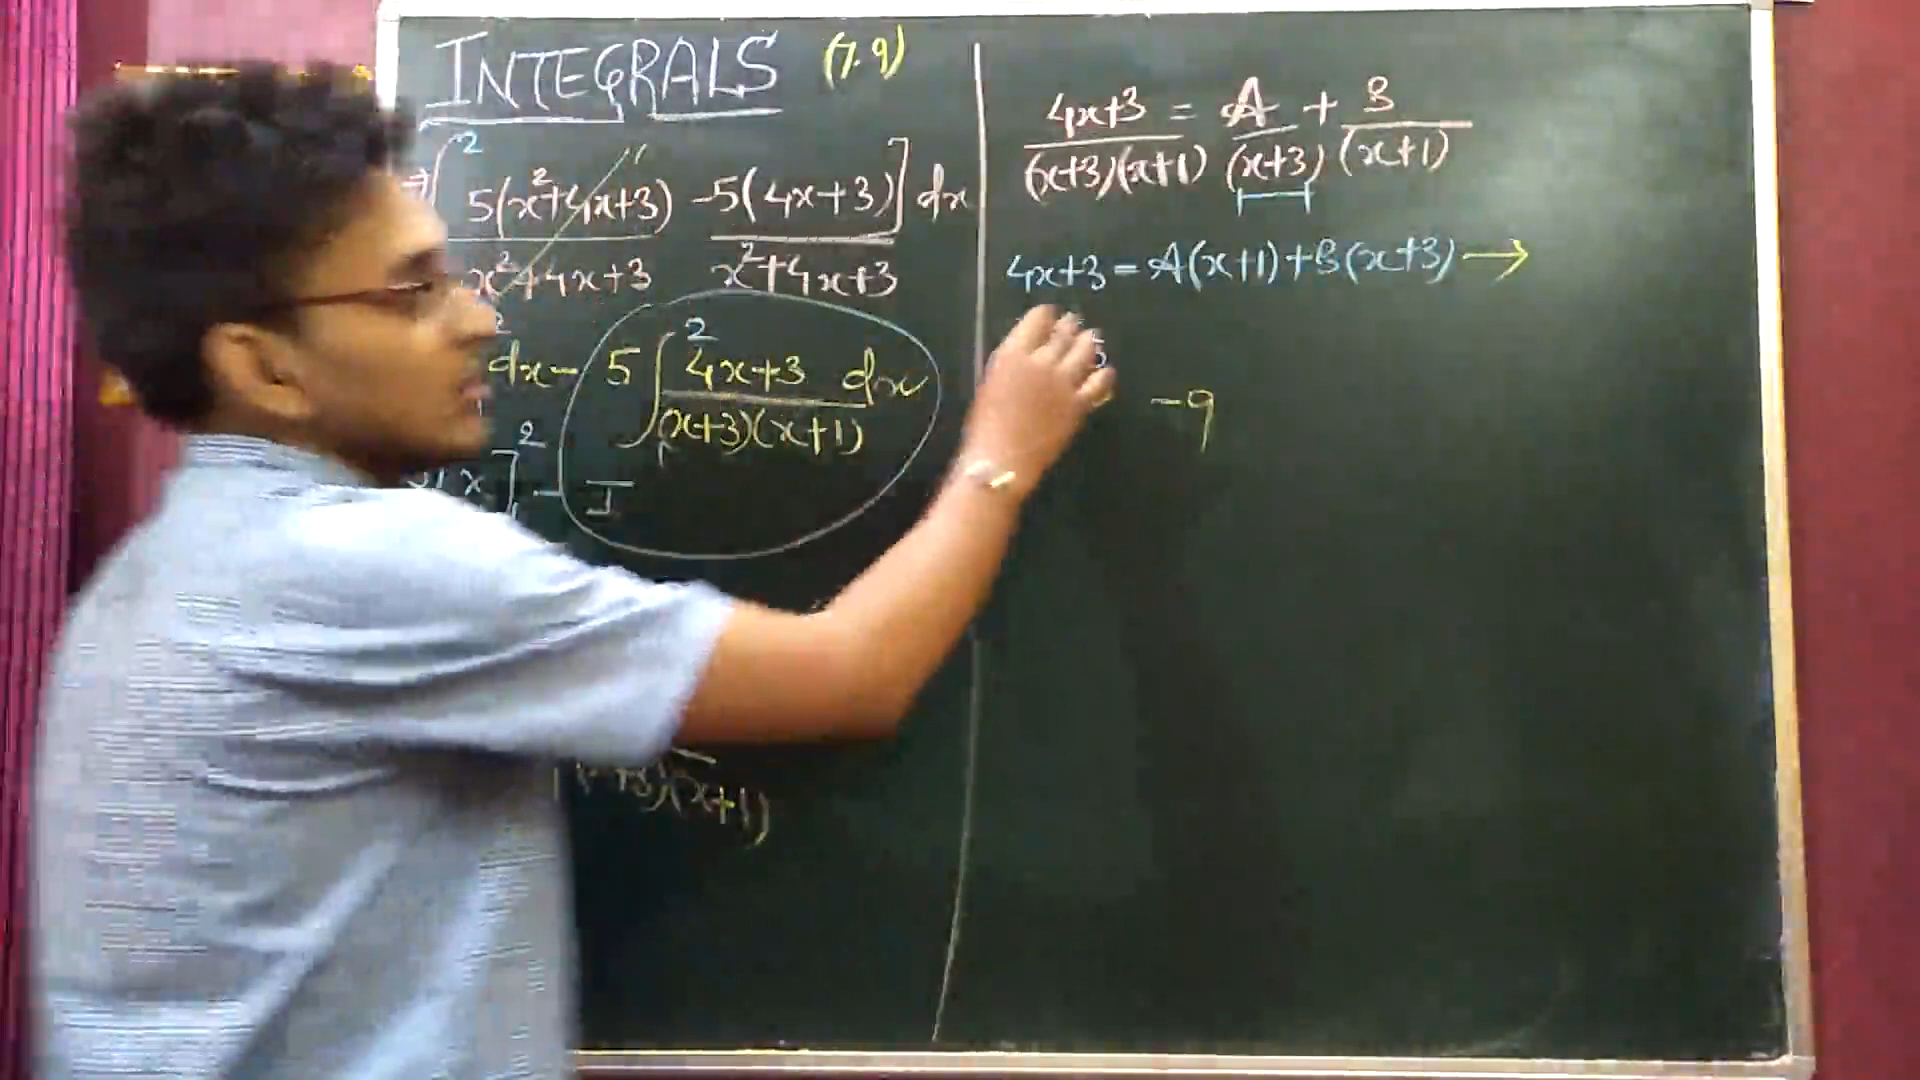 INTEGRALS (7.9)
2
5(x²+4x+3) -5(4x+3)] dx
x²+4x+3 x²+4x+3
dx - 5∫ 2 4x+3 dx
(x+3)(x+1)
x]² - I
(x+1)
4x+3 = A + B
(x+3)(x+1) (x+3) (x+1)
4x+3 = A(x+1)+B(x+3) →
-9